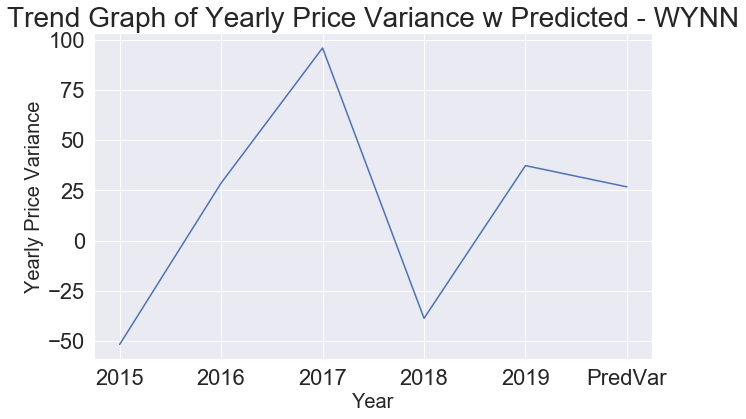 Trend Graph of Yearly Price Variance w Predicted - WYNN
Yearly Price Variance
100
75
50
25
0
−25
−50
2015 2016 2017 2018 2019 PredVar
Year